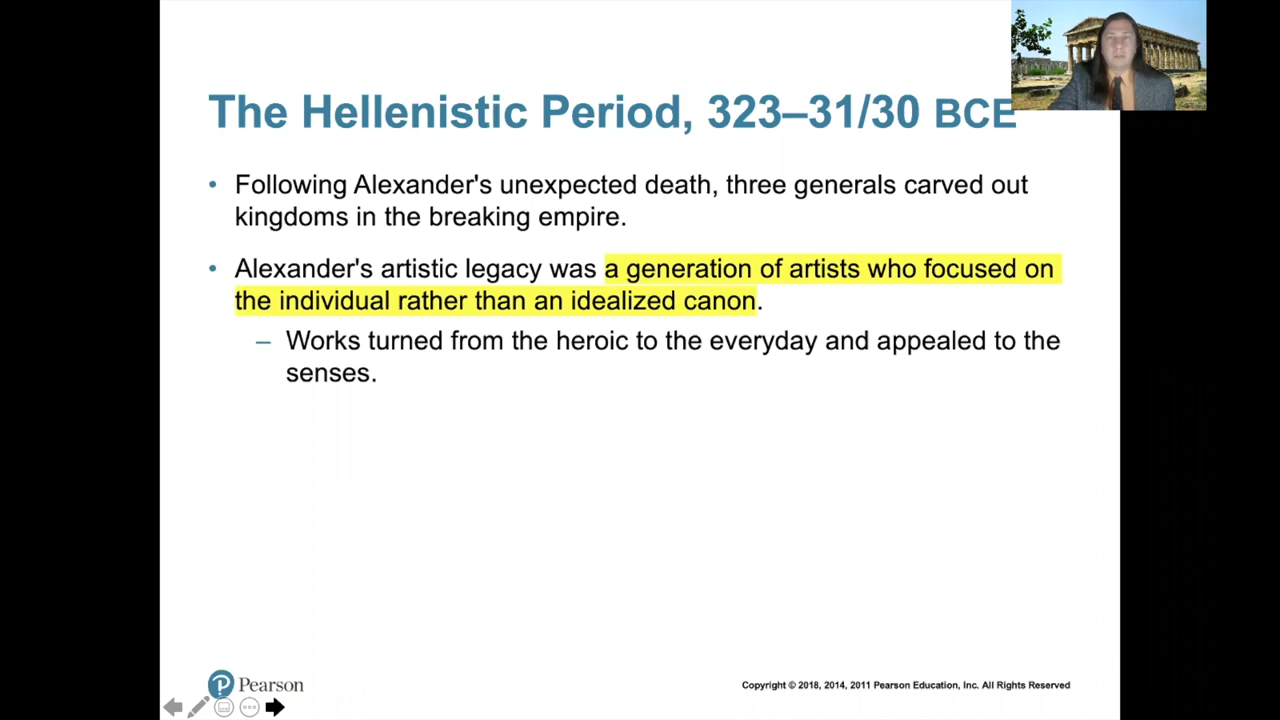 The Hellenistic Period, 323–31/30 BCE
• Following Alexander's unexpected death, three generals carved out
kingdoms in the breaking empire.
• Alexander's artistic legacy was a generation of artists who focused on
the individual rather than an idealized canon.
– Works turned from the heroic to the everyday and appealed to the
senses.
P Pearson
Copyright © 2018, 2014, 2011 Pearson Education, Inc. All Rights Reserved